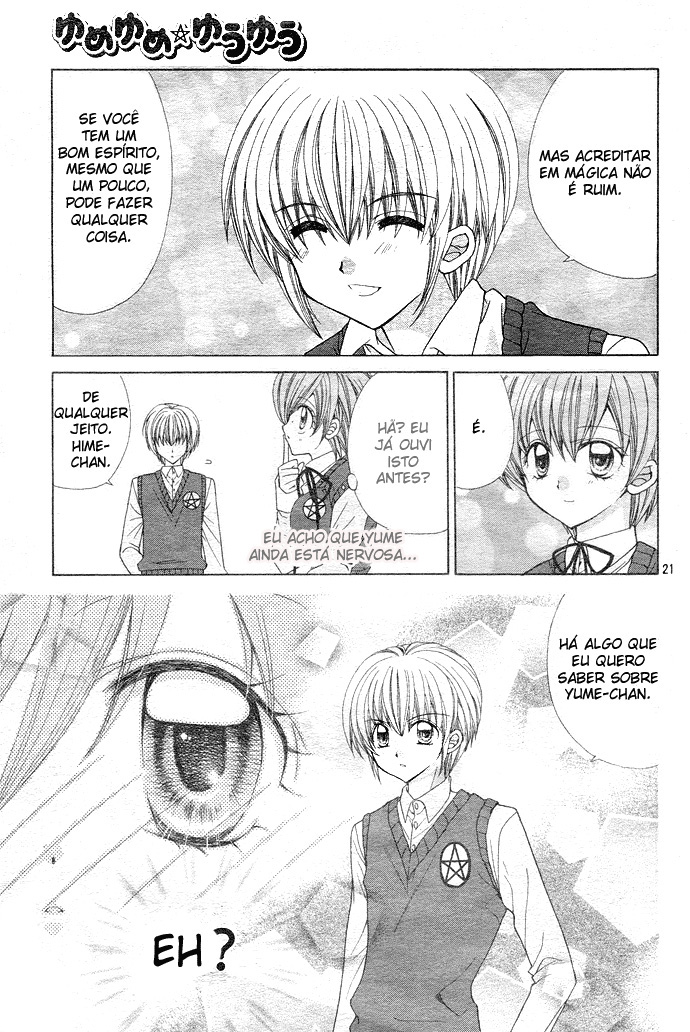 ゆめゆめ☆ゆうゆう
MAS ACREDITAR
EM MÁGICA NÃO
É RUIM.
SE VOCÊ
TEM UM
BOM ESPÍRITO,
MESMO QUE
UM POUCO,
PODE FAZER
QUALQUER
COISA.
É.
HÃ? EU
JÁ OUVI
ISTO
ANTES?
EU ACHO QUE YUME
AINDA ESTÁ NERVOSA...
DE
QUALQUER
JEITO.
HIME-
CHAN.
21
HÁ ALGO QUE
EU QUERO
SABER SOBRE
YUME-CHAN.
EH?